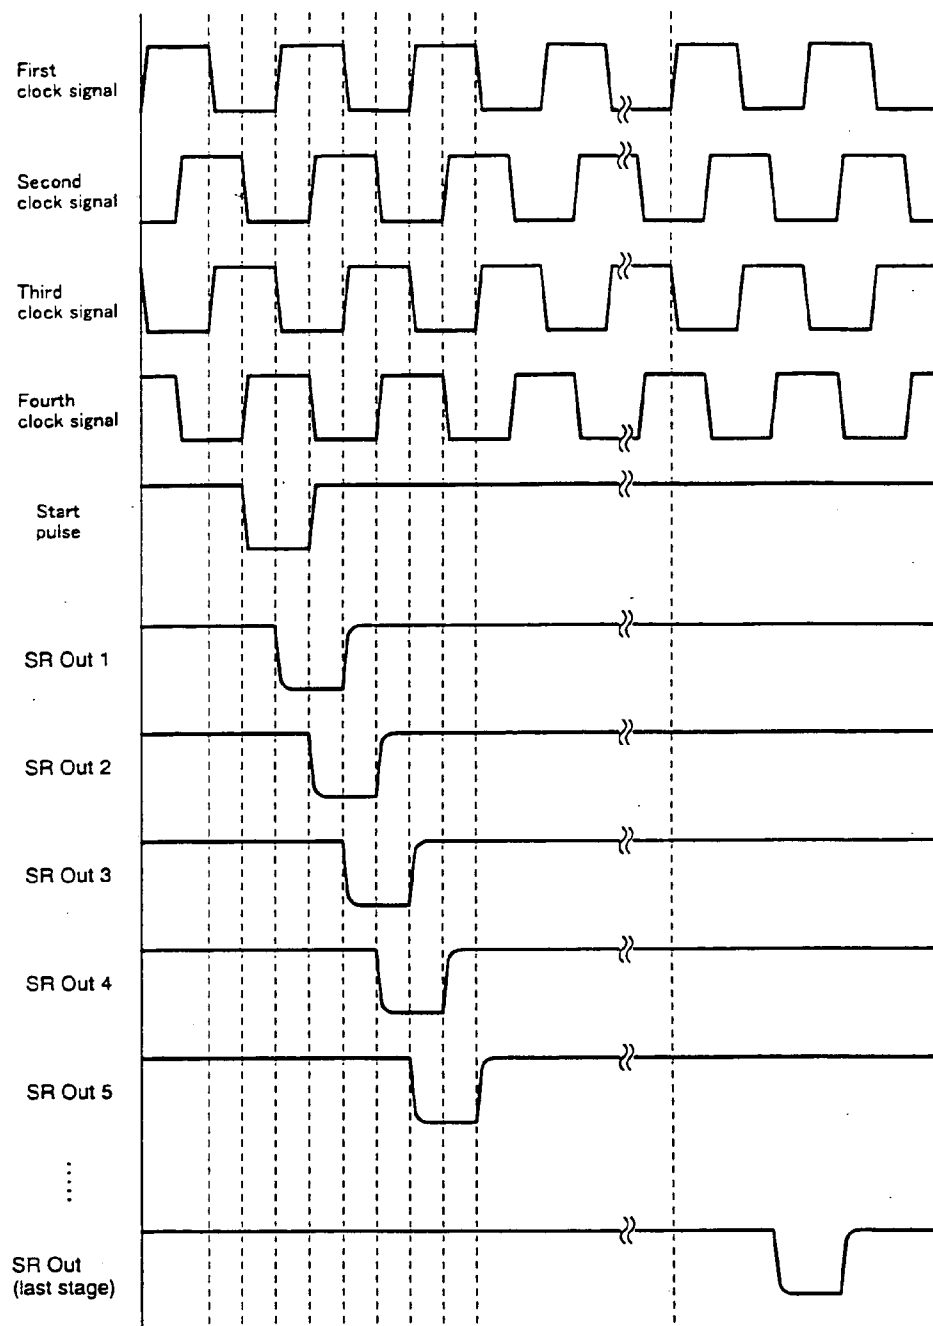 First
clock signal
Second
clock signal
Third
clock signal
Fourth
clock signal
Start
pulse
SR Out 1
SR Out 2
SR Out 3
SR Out 4
SR Out 5
SR Out
(last stage)